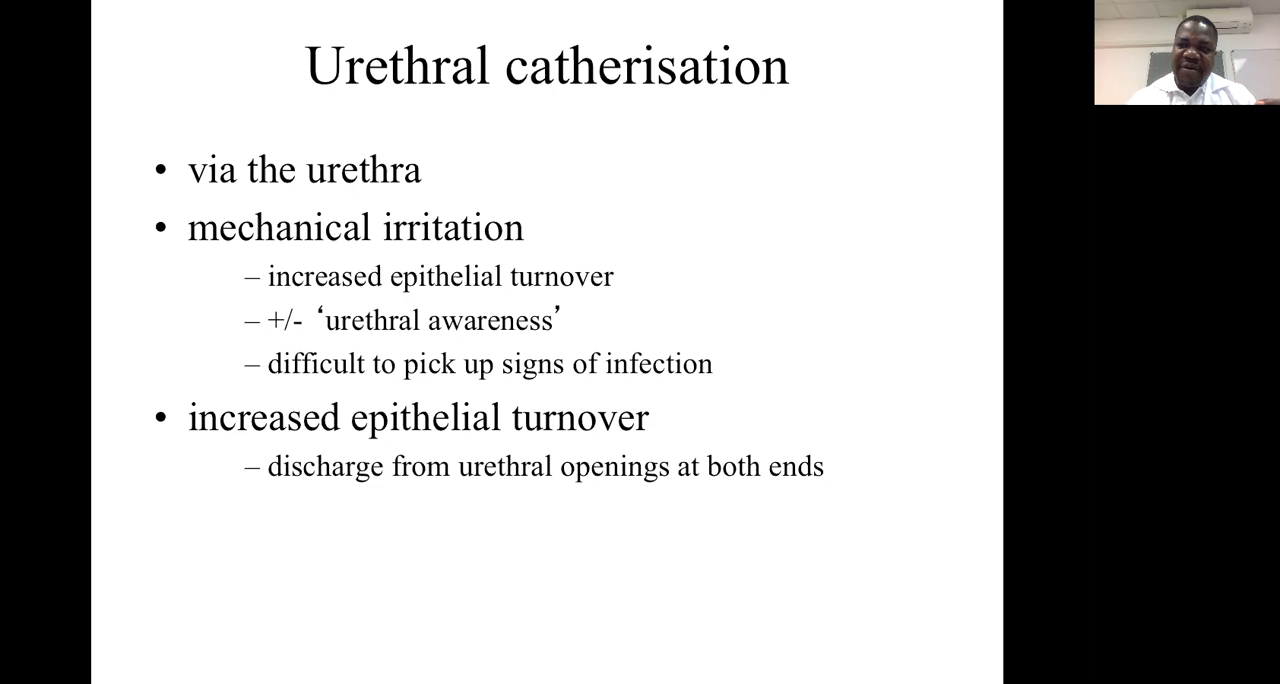 Urethral catherisation
• via the urethra
• mechanical irritation
– increased epithelial turnover
– +/- ‘urethral awareness’
– difficult to pick up signs of infection
• increased epithelial turnover
– discharge from urethral openings at both ends